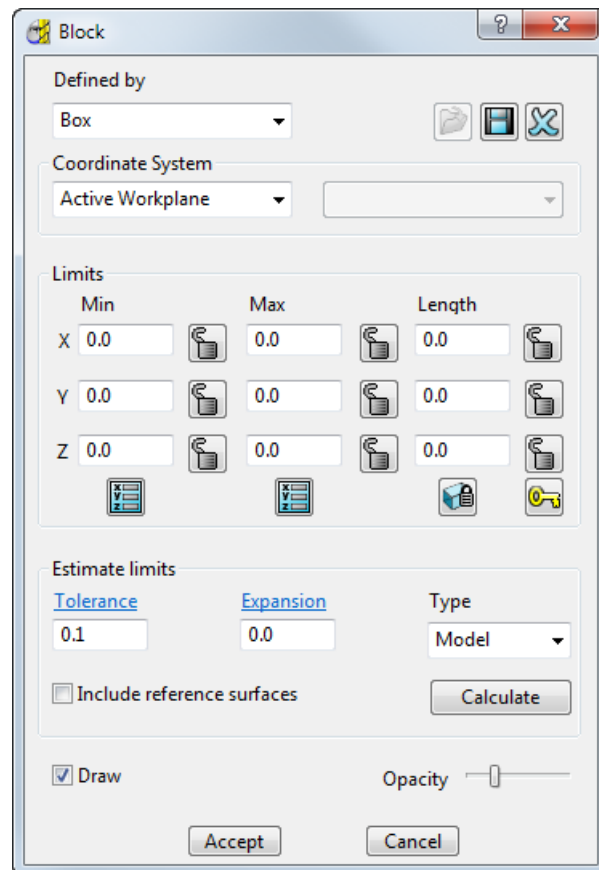 Block
Defined by
Box
Coordinate System
Active Workplane
Limits
Min Max Length
X 0.0 0.0 0.0
Y 0.0 0.0 0.0
Z 0.0 0.0 0.0
Estimate limits
Tolerance Expansion Type
0.1 0.0 Model
Include reference surfaces Calculate
Draw Opacity
Accept Cancel